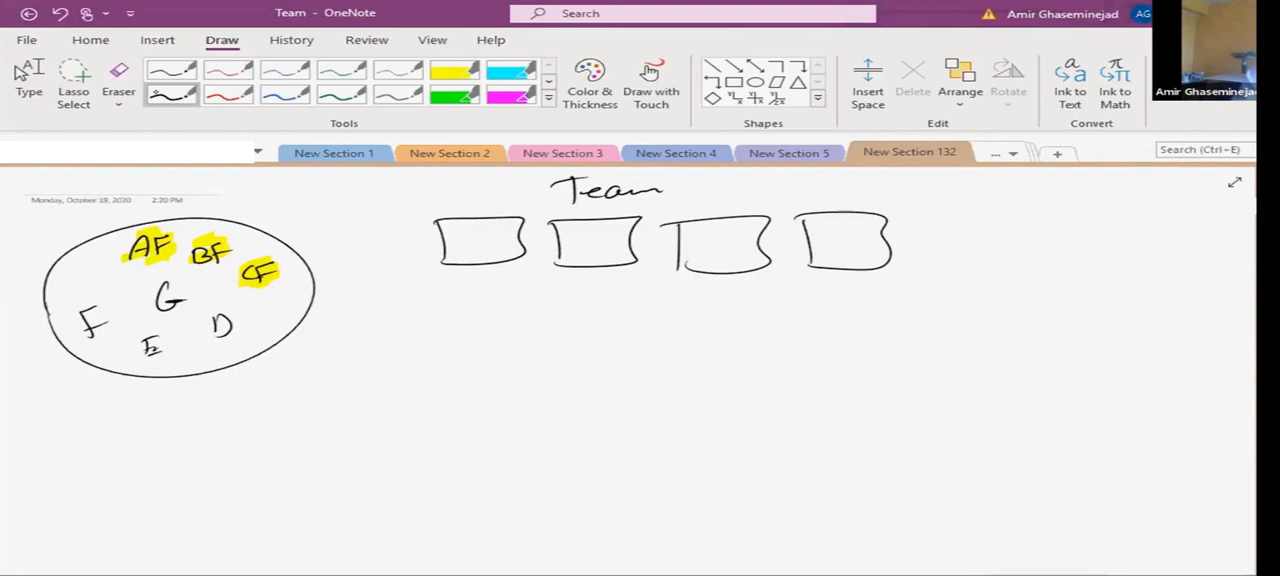 Team - OneNote
Search
Amir Ghaseminejad
AG
File Home Insert Draw History Review View Help
Type
Lasso Select
Eraser
Color & Thickness
Draw with Touch
Insert Space
Delete
Arrange
Rotate
Ink to Text
Ink to Math
Amir Ghaseminejad
Tools
Shapes
Edit
Convert
New Section 1
New Section 2
New Section 3
New Section 4
New Section 5
New Section 132
...
Search (Ctrl+E)
Monday, October 19, 2020 2:20 PM
Team
AF BF
CF
G
F D
E